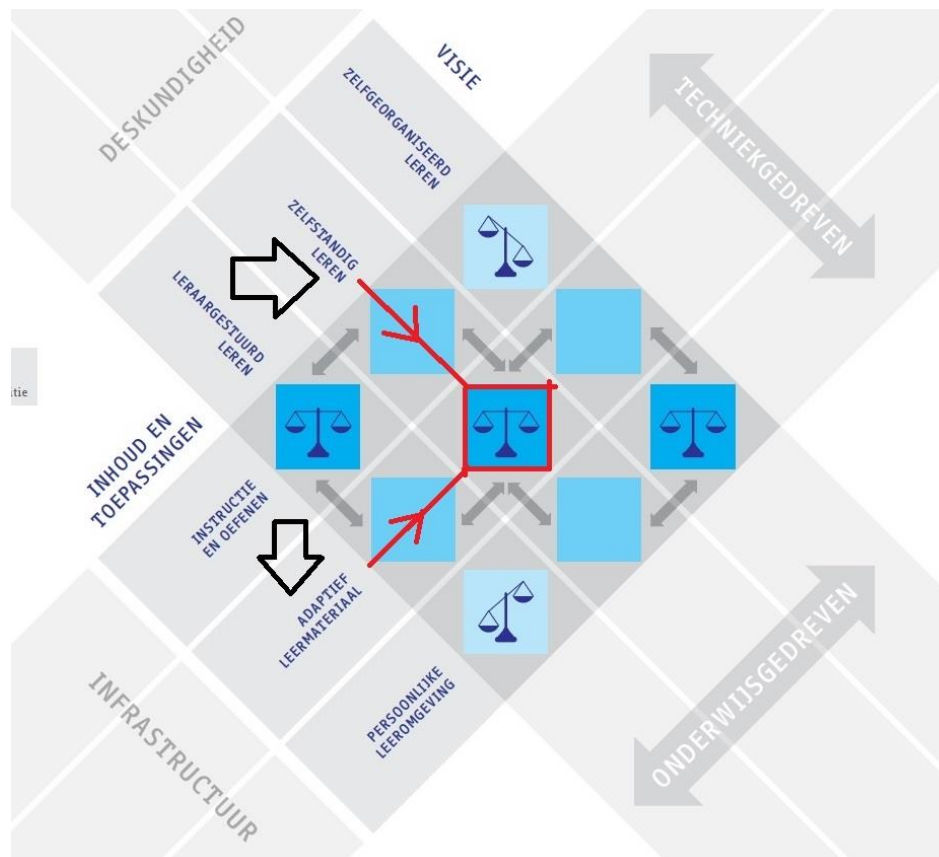 DESKUNDIGHEID
VISIE
ZELFGEORGANISEERD
LEREN
ZELFSTANDIG
LEREN
LERAARGESTUURD
LEREN
TECHNIEKGEDREVEN
tie
INHOUD EN
TOEPASSINGEN
INSTRUCTIE
EN OEFENEN
ADAPTIEF
LEERMATERIAAL
PERSOONLIJKE
LEEROMGEVING
INFRASTRUCTUUR
ONDERWIJSGEDREVEN